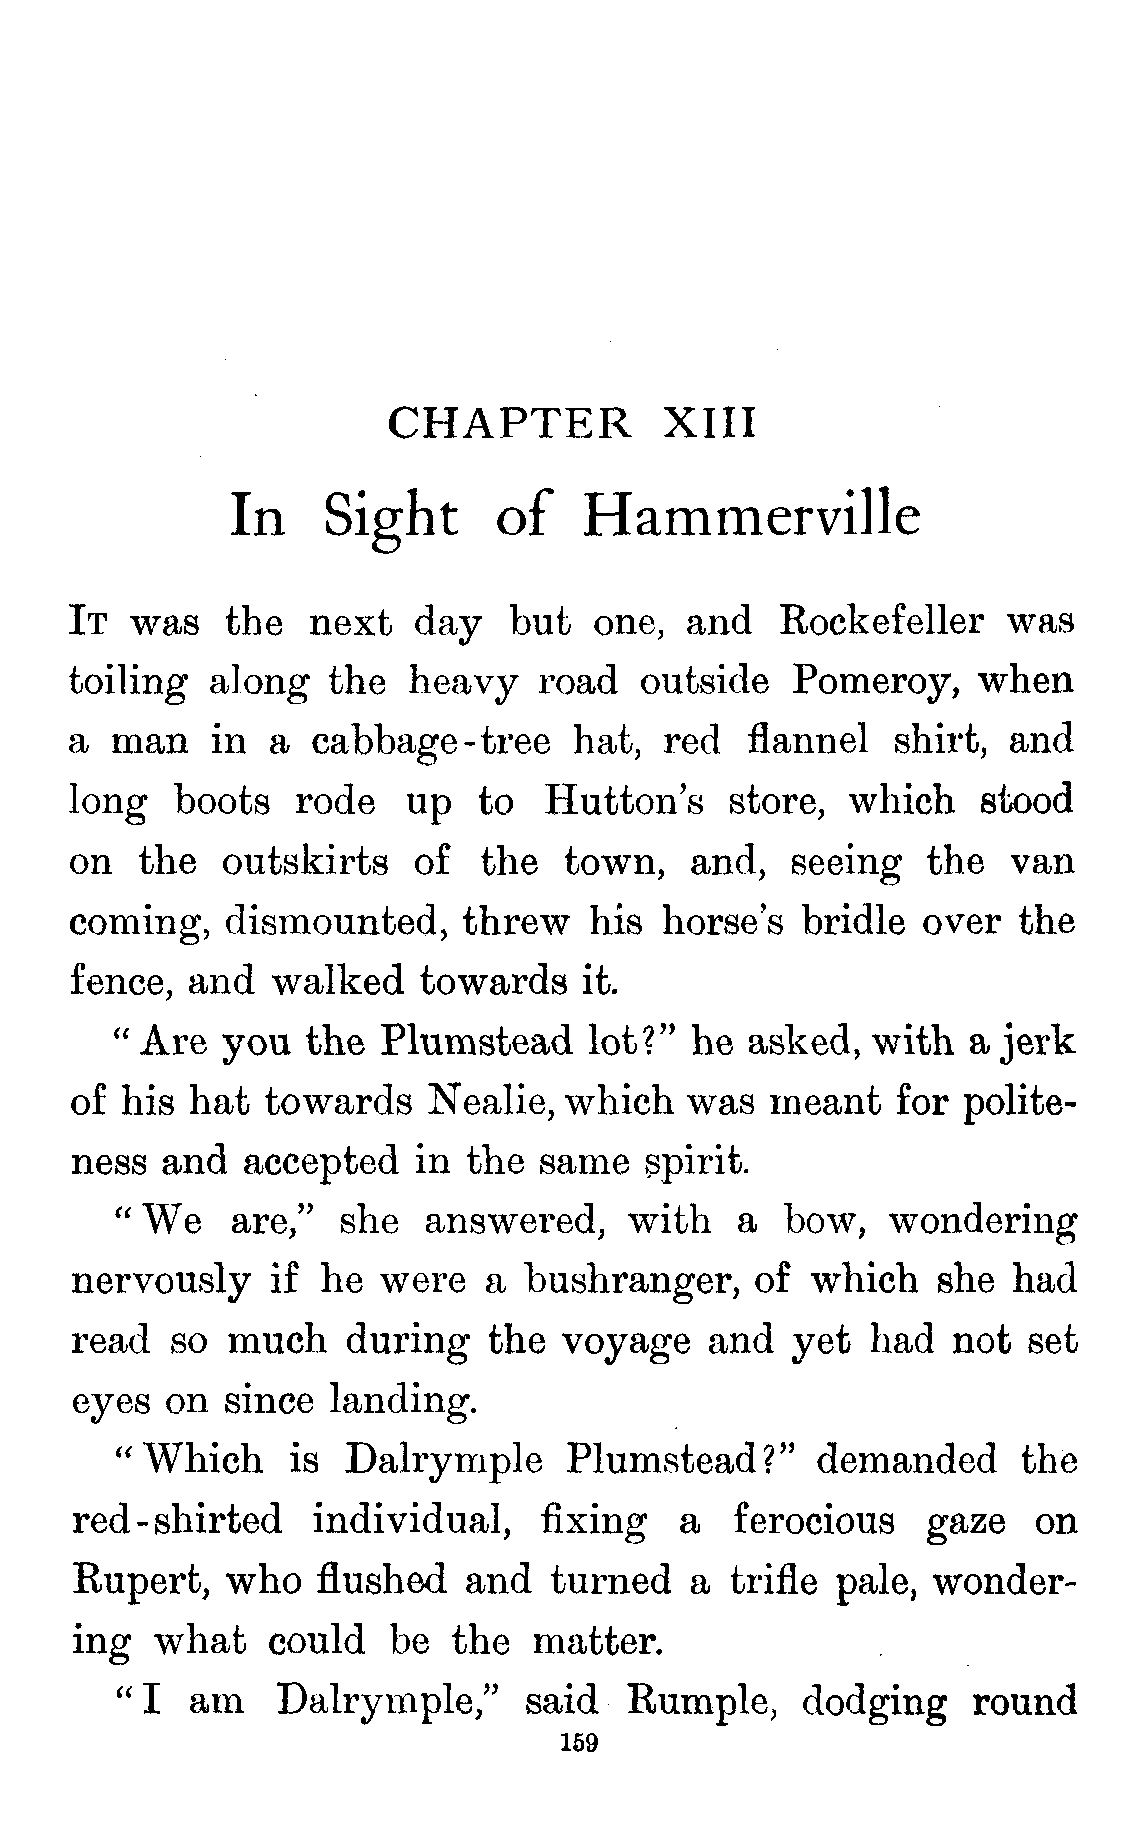 CHAPTER XIII
In Sight of Hammerville
IT was the next day but one, and Rockefeller was
toiling along the heavy road outside Pomeroy, when
a man in a cabbage-tree hat, red flannel shirt, and
long boots rode up to Hutton's store, which stood
on the outskirts of the town, and, seeing the van
coming, dismounted, threw his horse's bridle over the
fence, and walked towards it.
"Are you the Plumstead lot?" he asked, with a jerk
of his hat towards Nealie, which was meant for polite-
ness and accepted in the same spirit.
"We are," she answered, with a bow, wondering
nervously if he were a bushranger, of which she had
read so much during the voyage and yet had not set
eyes on since landing.
"Which is Dalrymple Plumstead?" demanded the
red-shirted individual, fixing a ferocious gaze on
Rupert, who flushed and turned a trifle pale, wonder-
ing what could be the matter.
"I am Dalrymple," said Rumple, dodging round
159